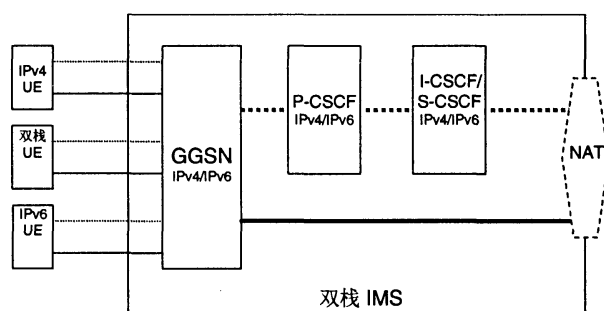 IPv4
UE
双栈
UE
IPv6
UE
GGSN
IPv4/IPv6
P-CSCF
IPv4/IPv6
I-CSCF/
S-CSCF
IPv4/IPv6
NAT
双栈 IMS